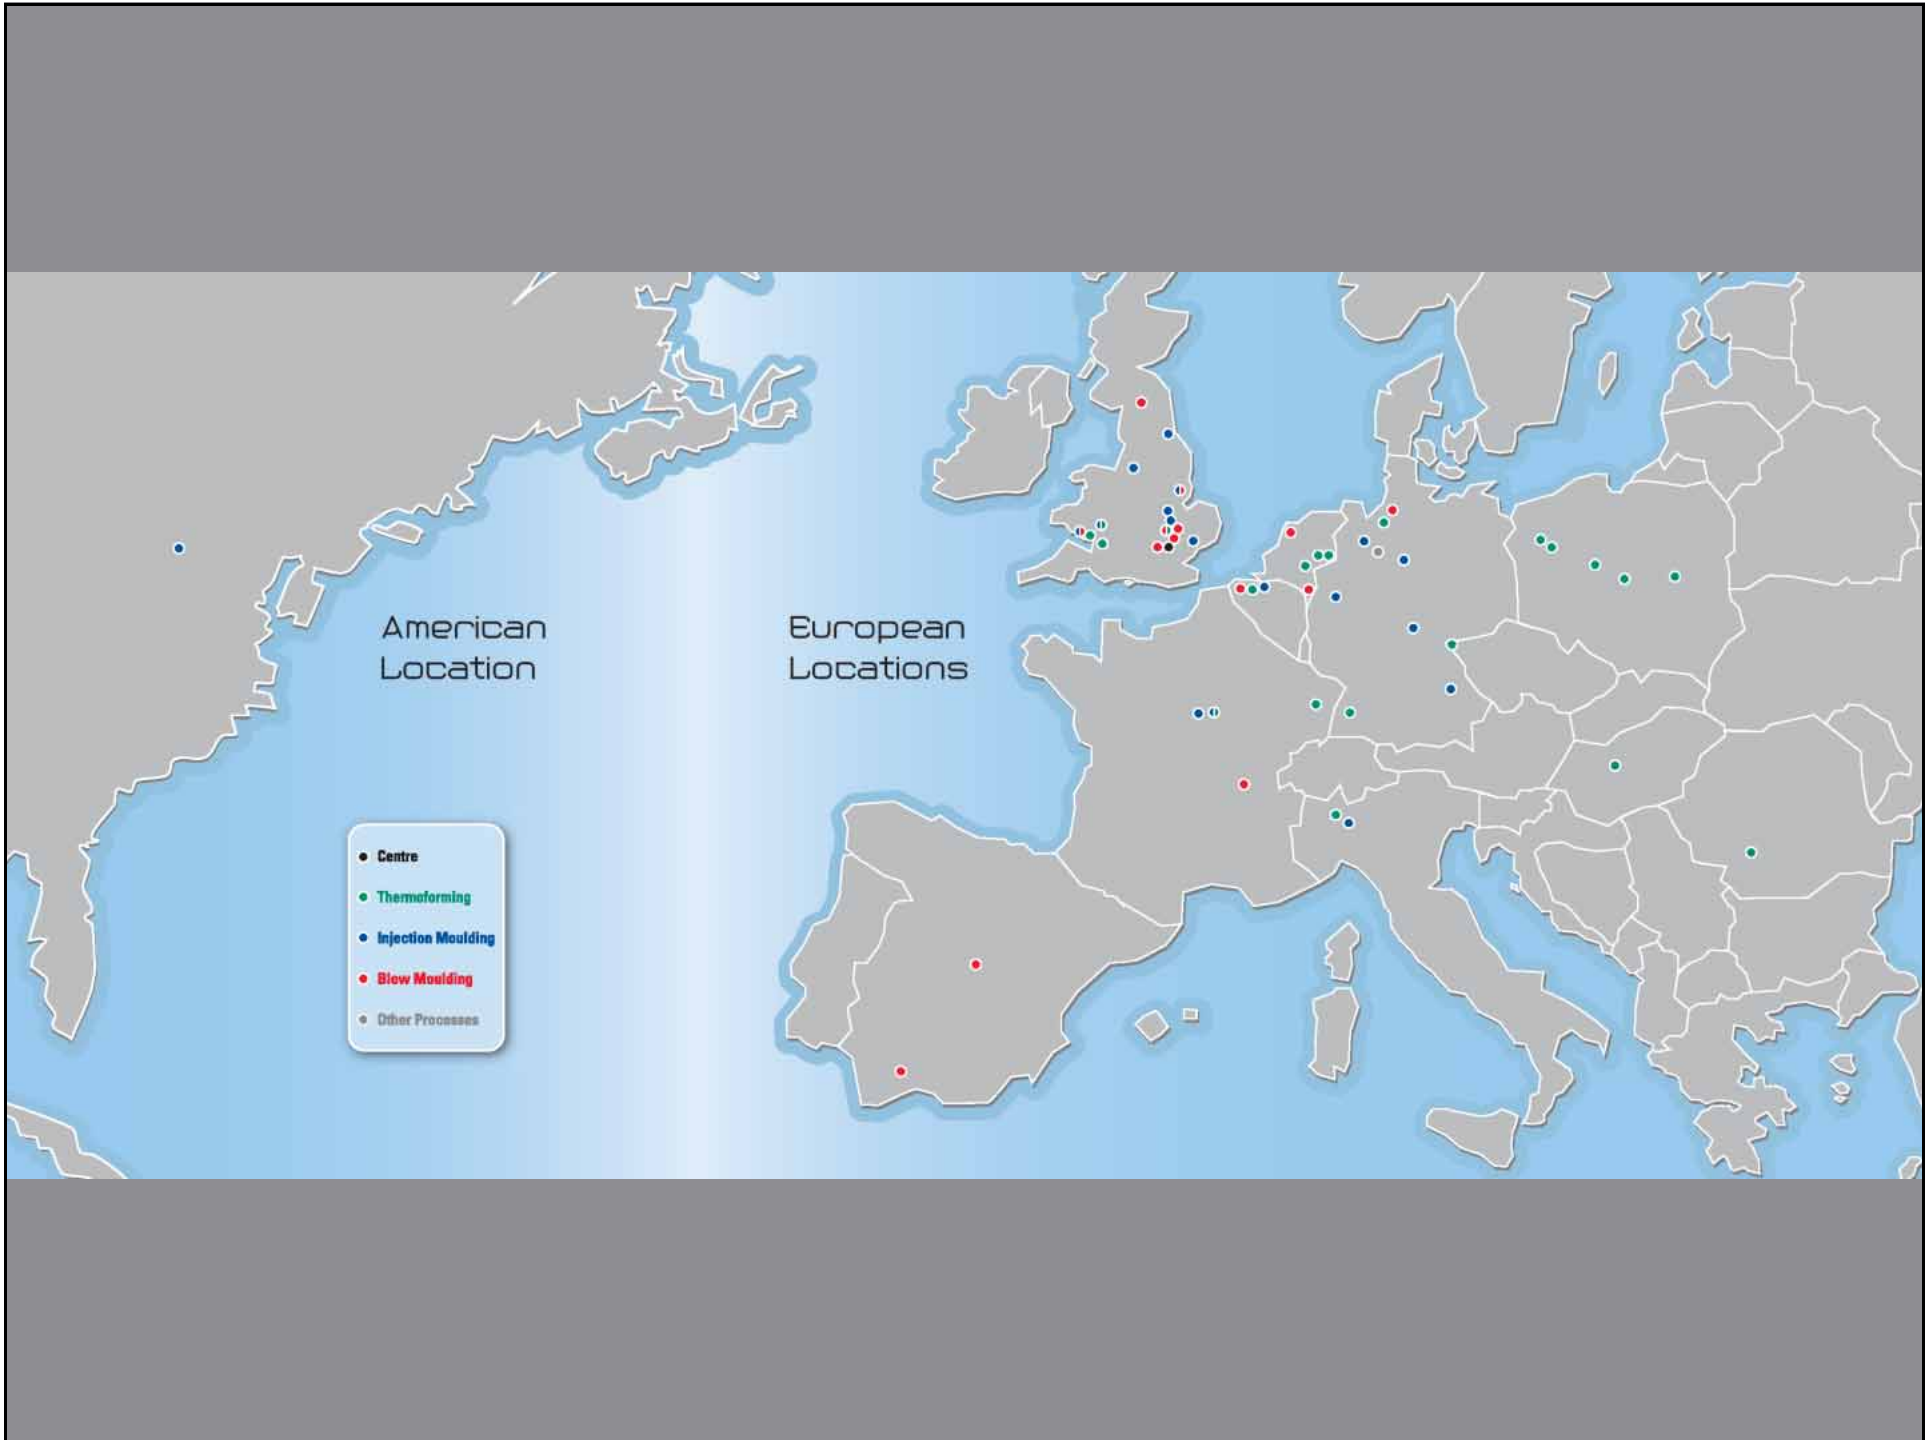 American
Location
European
Locations
Centre
Thermoforming
Injection Moulding
Blow Moulding
Other Processes